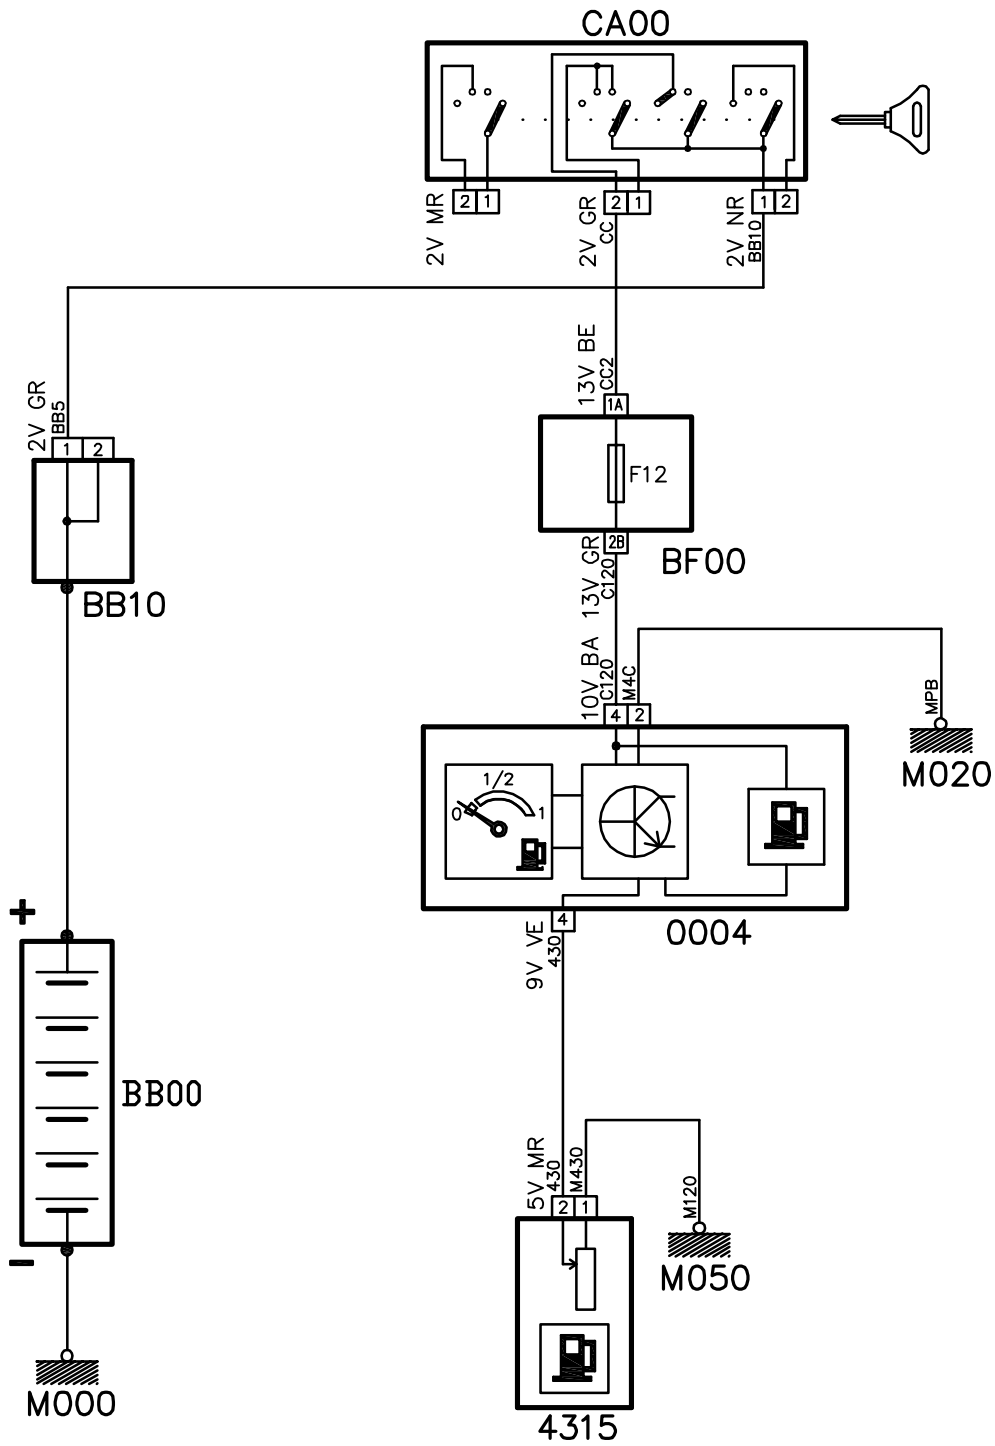 CA00
2V MR
2 1
2V GR
CC
2 1
2V NR
BB10
1 2
2V GR
BB5
1 2
BB10
13V BE
CC2
1A
F12
2B
BF00
13V GR
C120
10V BA
C120
M4C
4 2
MPB
M020
0 1/2 1
4
0004
9V VE
430
+
BB00
-
M000
5V MR
430
M430
2 1
M120
M050
4315